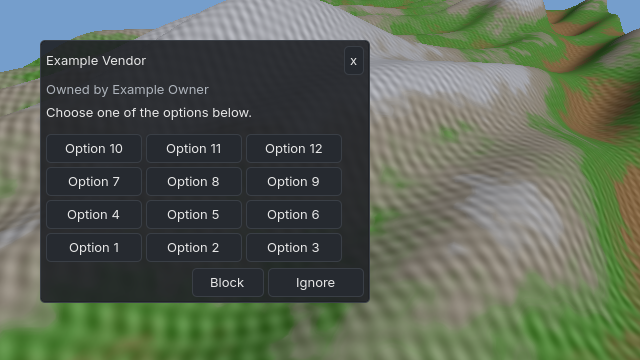 Example Vendor x
Owned by Example Owner
Choose one of the options below.
Option 10 Option 11 Option 12
Option 7 Option 8 Option 9
Option 4 Option 5 Option 6
Option 1 Option 2 Option 3
Block Ignore